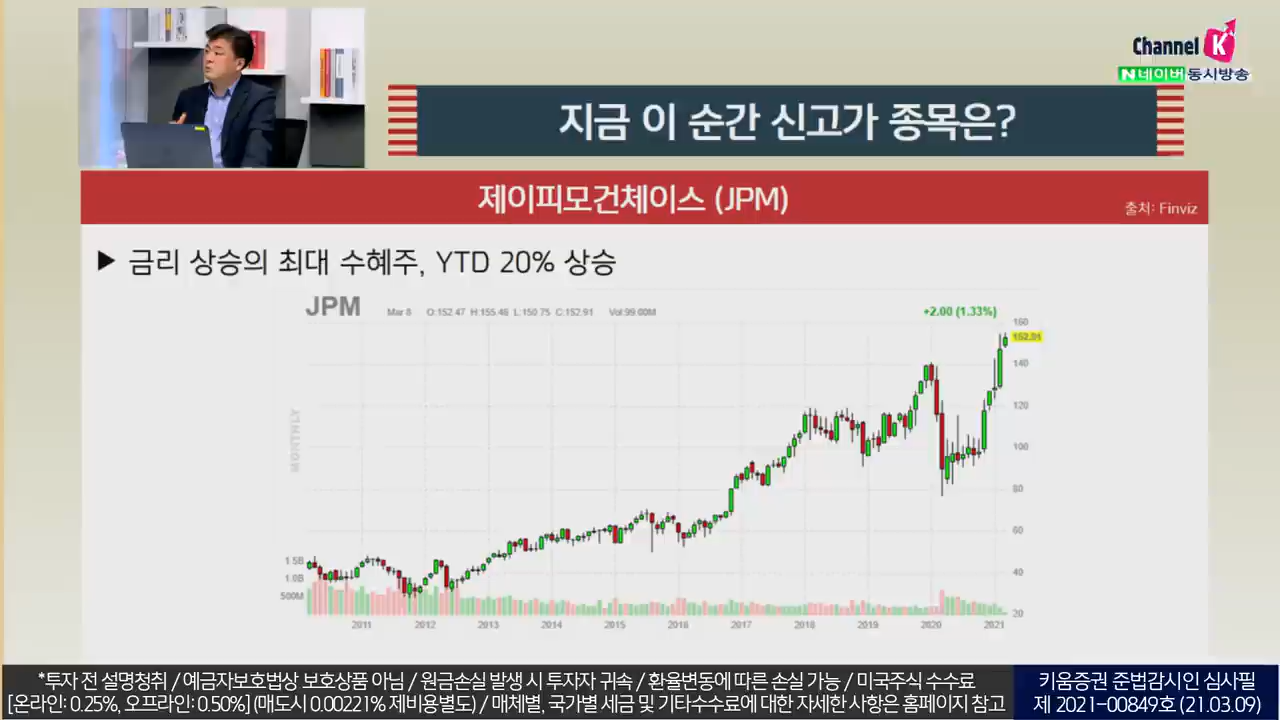 Channel K
N 네이버 동시방송
지금 이 순간 신고가 종목은?
제이피모건체이스 (JPM)
출처: Finviz
▶ 금리 상승의 최대 수혜주, YTD 20% 상승
JPM Mar 8 O:152.47 H:155.46 L:150.75 C:152.91 Vol:99.00M +2.00 (1.33%)
160
152.91
140
120
100
80
60
40
20
MONTHLY
1.5B
1.0B
500M
2011 2012 2013 2014 2015 2016 2017 2018 2019 2020 2021
*투자 전 설명청취 / 예금자보호법상 보호상품 아님 / 원금손실 발생 시 투자자 귀속 / 환율변동에 따른 손실 가능 / 미국주식 수수료
[온라인: 0.25%, 오프라인: 0.50%] (매도시 0.00221% 제비용별도) / 매체별, 국가별 세금 및 기타수수료에 대한 자세한 사항은 홈페이지 참고
키움증권 준법감시인 심사필
제 2021-00849호 (21.03.09)